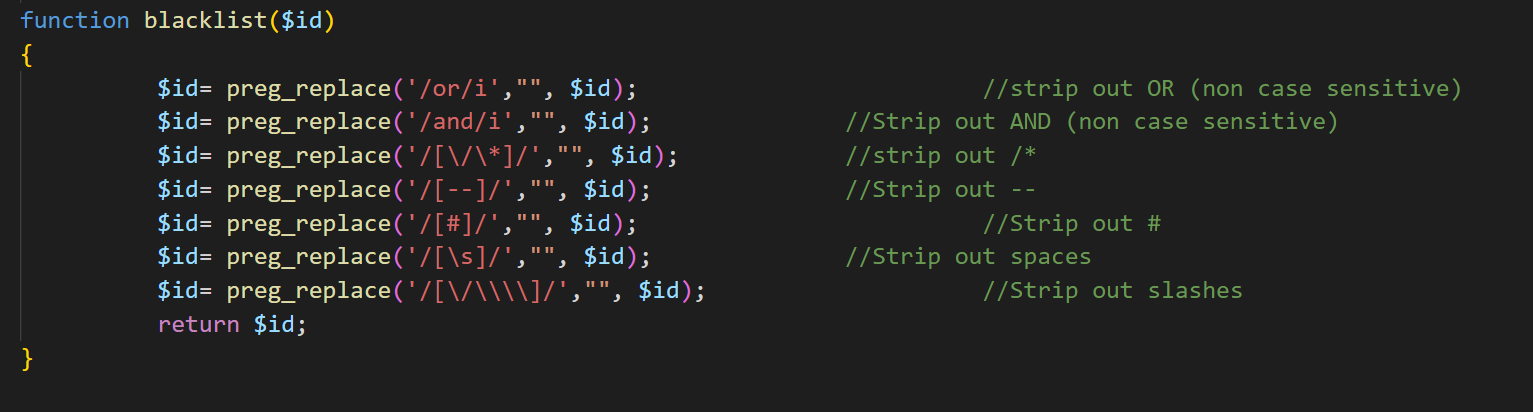 function blacklist($id)
{
$id= preg_replace('/or/i',"", $id); //strip out OR (non case sensitive)
$id= preg_replace('/and/i',"", $id); //Strip out AND (non case sensitive)
$id= preg_replace('/[\/\*]/',"", $id); //strip out /*
$id= preg_replace('/[--]/',"", $id); //Strip out --
$id= preg_replace('/[#]/',"", $id); //Strip out #
$id= preg_replace('/[\s]/',"", $id); //Strip out spaces
$id= preg_replace('/[\/\\\\]/',"", $id); //Strip out slashes
return $id;
}